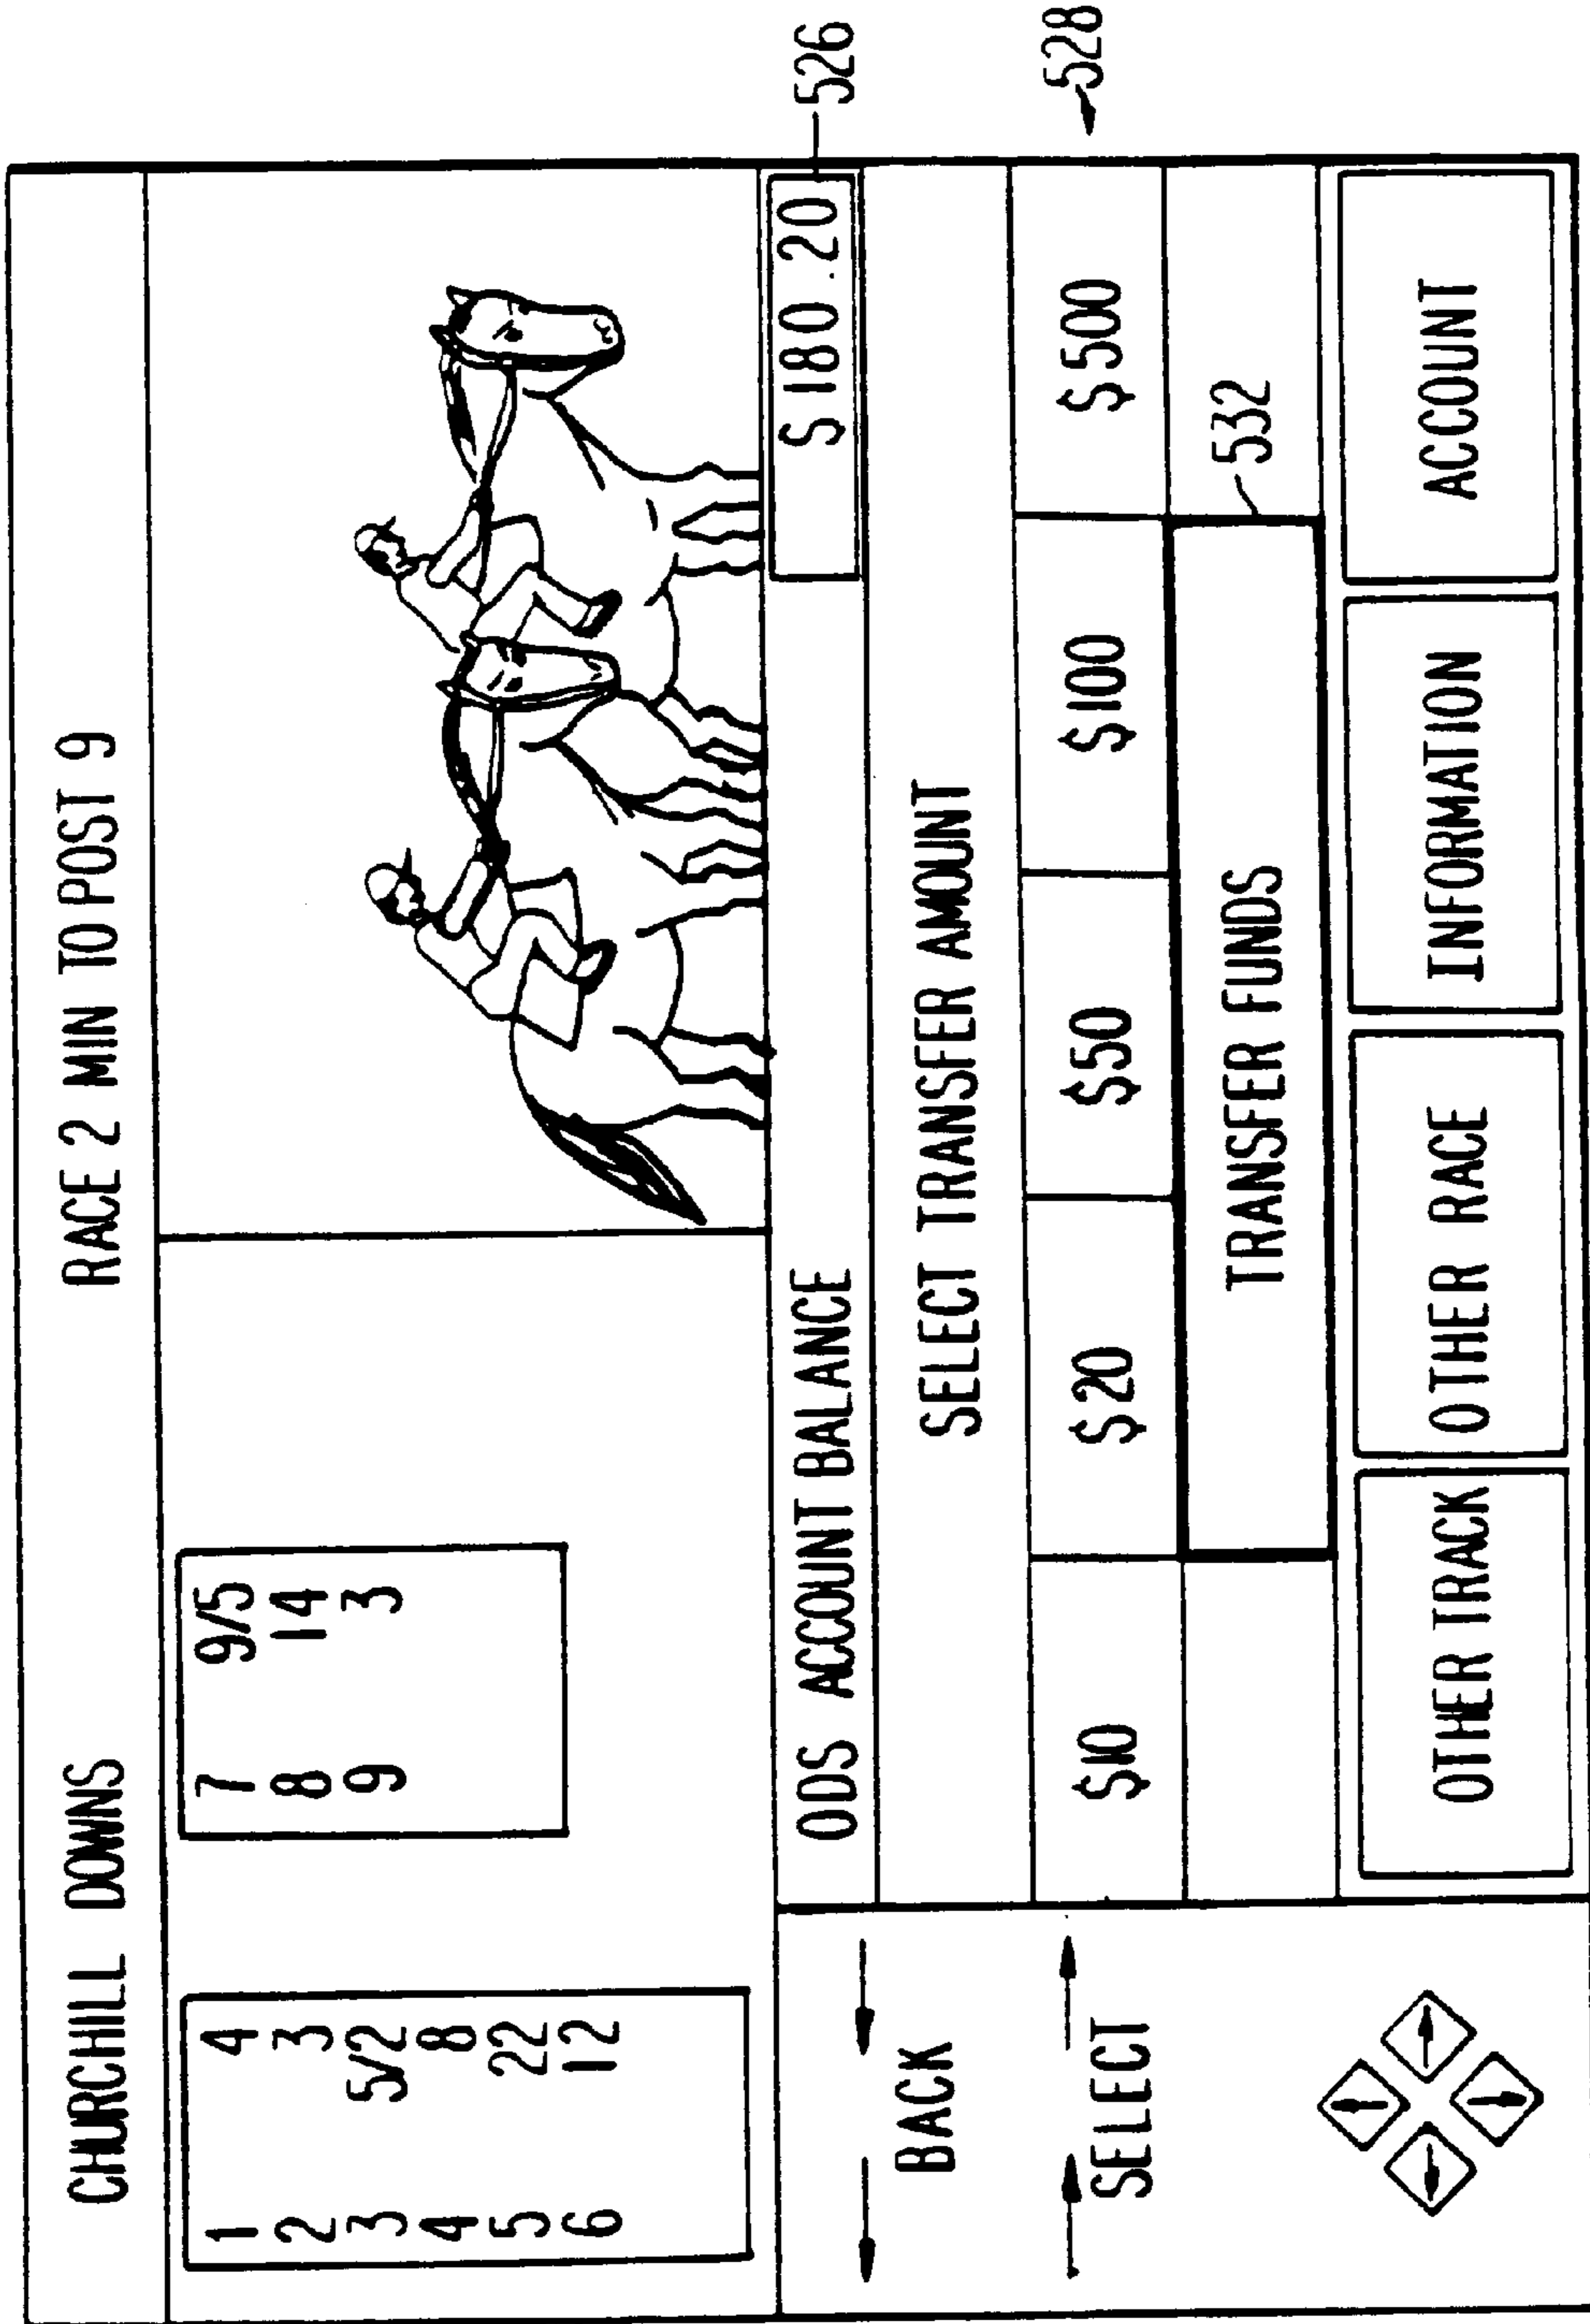 CHURCHILL DOWNS RACE 2 MIN TO POST 9
1 4 7 9/5
2 3 8 14
3 5/2 9 3
4 8
5 22
6 12
ODS ACCOUNT BALANCE $180.20 526
BACK
SELECT TRANSFER AMOUNT
SELECT
$10 $20 $50 $100 $500 528
TRANSFER FUNDS 532
OTHER TRACK OTHER RACE INFORMATION ACCOUNT